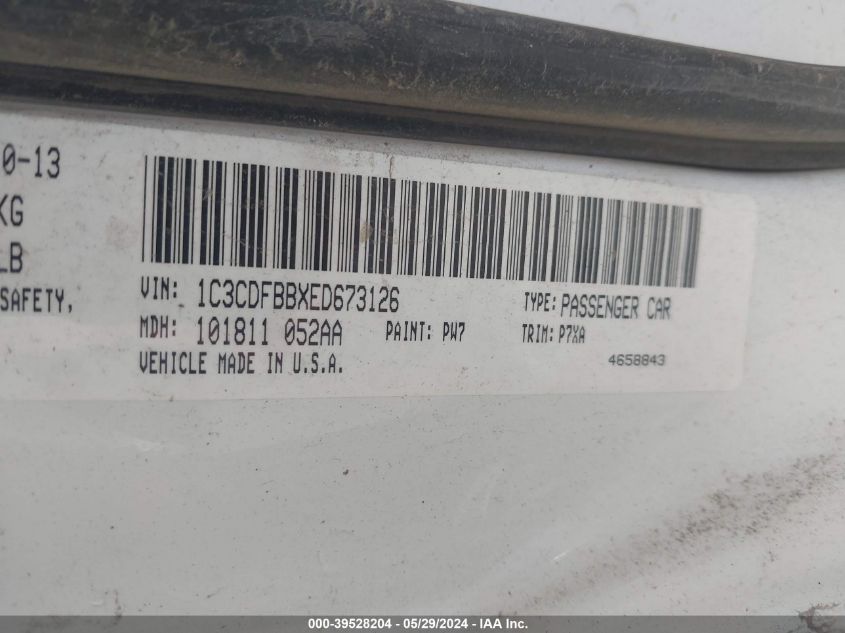 0-13
KG
LB
SAFETY,
VIN: 1C3CDFBBXED673126 TYPE: PASSENGER CAR
MDH: 101811 052AA PAINT: PW7 TRIM: P7XA
VEHICLE MADE IN U.S.A. 4658843
000-39528204 - 05/29/2024 - IAA Inc.